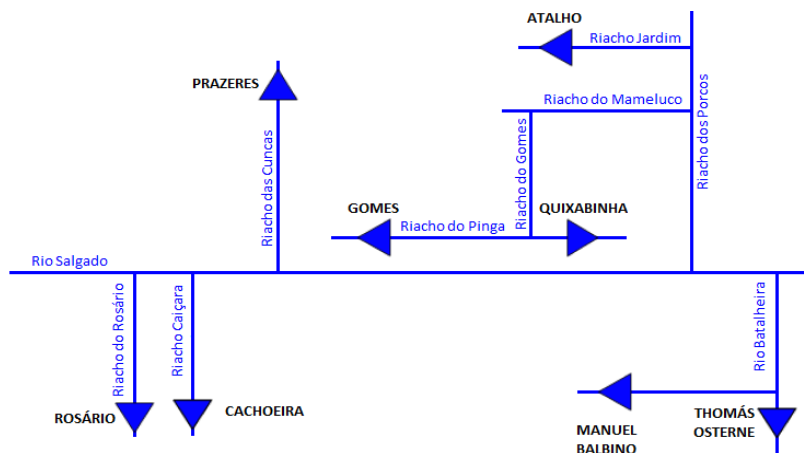 ATALHO
Riacho Jardim
PRAZERES
Riacho do Mameluco
Riacho dos Porcos
Riacho das Cuncas
Riacho do Gomes
GOMES
QUIXABINHA
Riacho do Pinga
Rio Salgado
Riacho do Rosário
Riacho Caiçara
Rio Batalheira
ROSÁRIO
CACHOEIRA
MANUEL
BALBINO
THOMÁS
OSTERNE